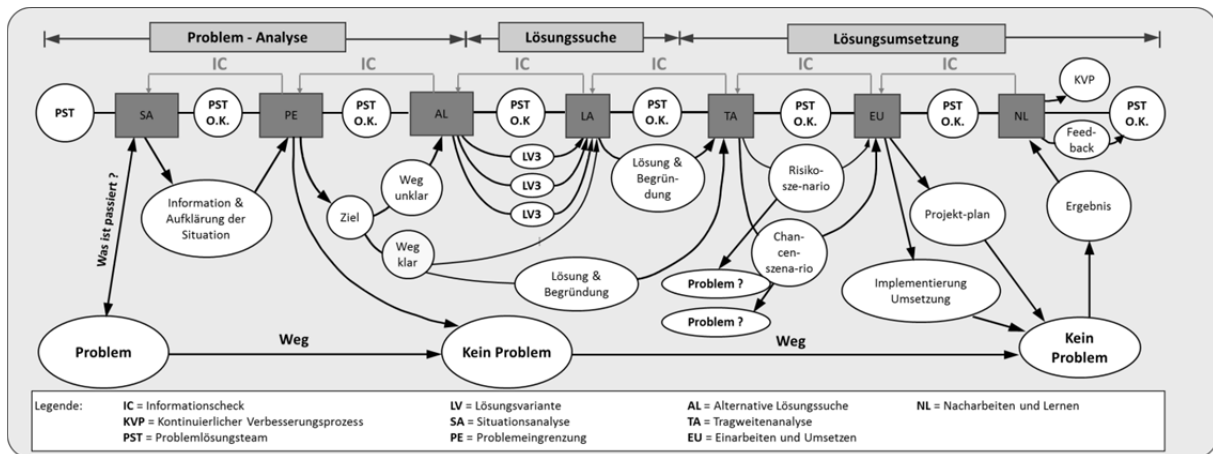 Problem - Analyse
Lösungssuche
Lösungsumsetzung
IC
IC
IC
IC
IC
IC
PST
SA
PST
O.K.
PE
PST
O.K.
AL
PST
O.K
LA
PST
O.K.
TA
PST
O.K.
EU
PST
O.K.
NL
KVP
PST
O.K.
Feed-
back
LV3
LV3
LV3
Was ist passiert ?
Information &
Aufklärung der
Situation
Ziel
Weg
unklar
Weg
klar
Lösung &
Begrün-
dung
Lösung &
Begründung
Risiko-
sze-nario
Chan-
cen-
szena-rio
Problem ?
Problem ?
Projekt-plan
Implementierung
Umsetzung
Ergebnis
Problem
Weg
Kein Problem
Weg
Kein
Problem
Legende:
IC = Informationscheck
KVP = Kontinuierlicher Verbesserungsprozess
PST = Problemlösungsteam
LV = Lösungsvariante
SA = Situationsanalyse
PE = Problemeingrenzung
AL = Alternative Lösungssuche
TA = Tragweitenanalyse
EU = Einarbeiten und Umsetzen
NL = Nacharbeiten und Lernen